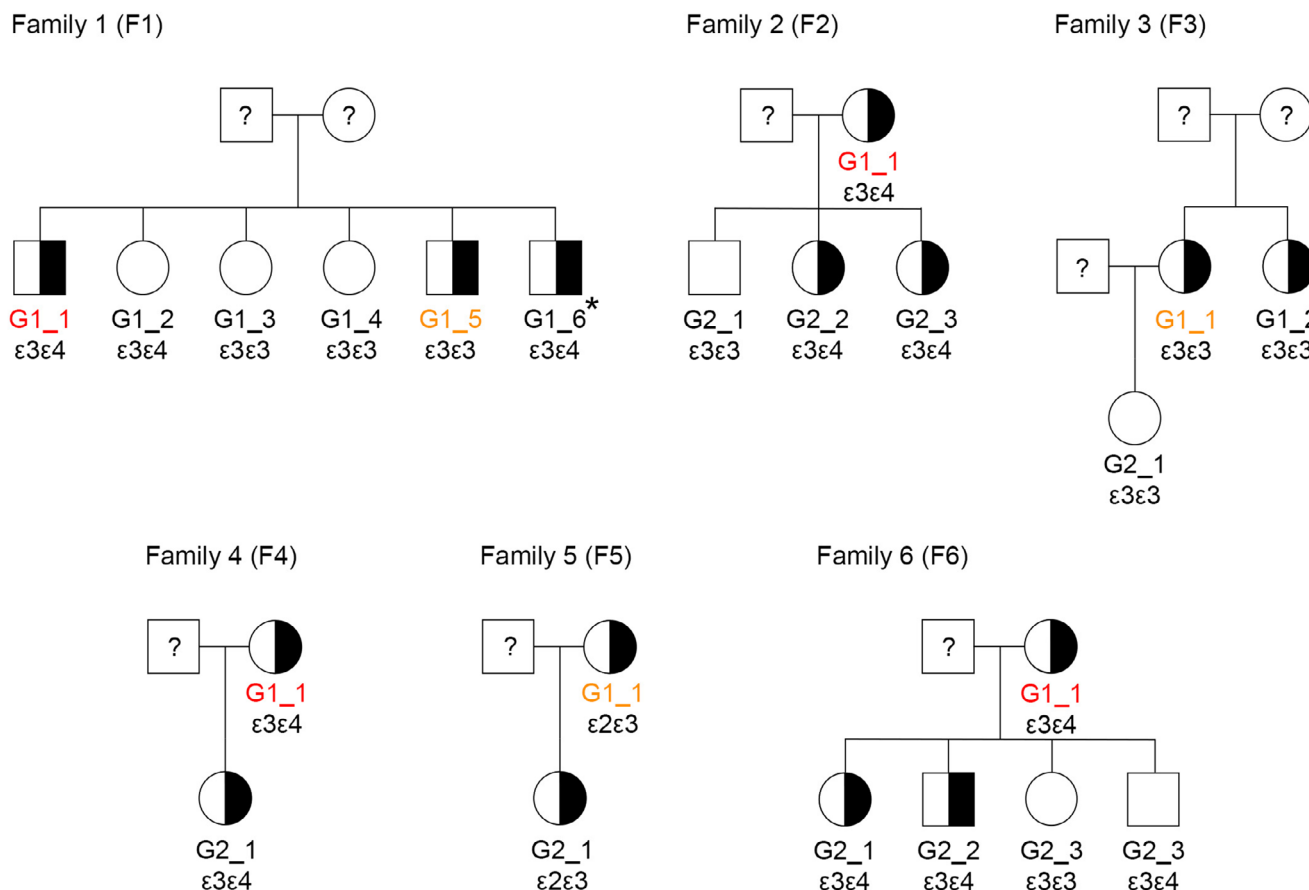 Family 1 (F1)
Family 2 (F2)
Family 3 (F3)
? ?
?
? ?
G1_1
ε3ε4
?
G1_1 G1_2 G1_3 G1_4 G1_5 G1_6*
ε3ε4 ε3ε4 ε3ε3 ε3ε3 ε3ε3 ε3ε4
G2_1 G2_2 G2_3
ε3ε3 ε3ε4 ε3ε4
G1_1 G1_2
ε3ε3 ε3ε3
G2_1
ε3ε3
Family 4 (F4)
Family 5 (F5)
Family 6 (F6)
?
G1_1
ε3ε4
G2_1
ε3ε4
?
G1_1
ε2ε3
G2_1
ε2ε3
?
G1_1
ε3ε4
G2_1 G2_2 G2_3 G2_3
ε3ε4 ε3ε4 ε3ε3 ε3ε4